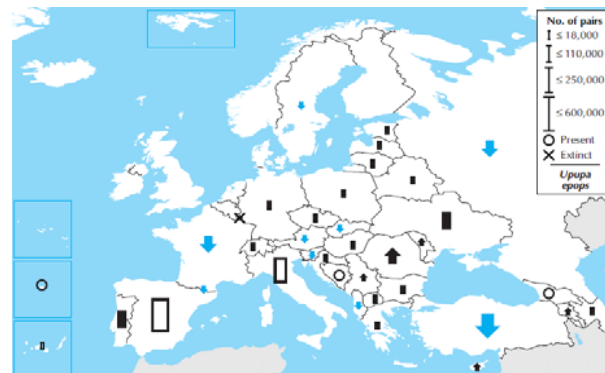 No. of pairs
≤ 18,000
≤ 110,000
≤ 250,000
≤ 600,000
Present
Extinct
Upupa
epops